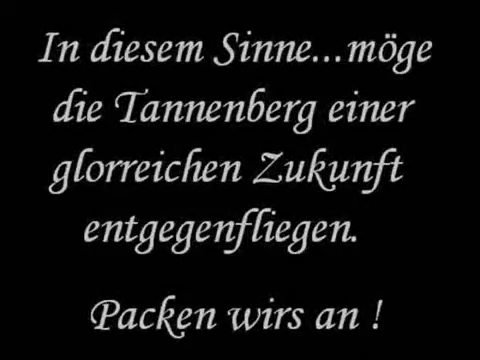 In diesem Sinne...möge
die Tannenberg einer
glorreichen Zukunft
entgegenfliegen.
Packen wirs an !